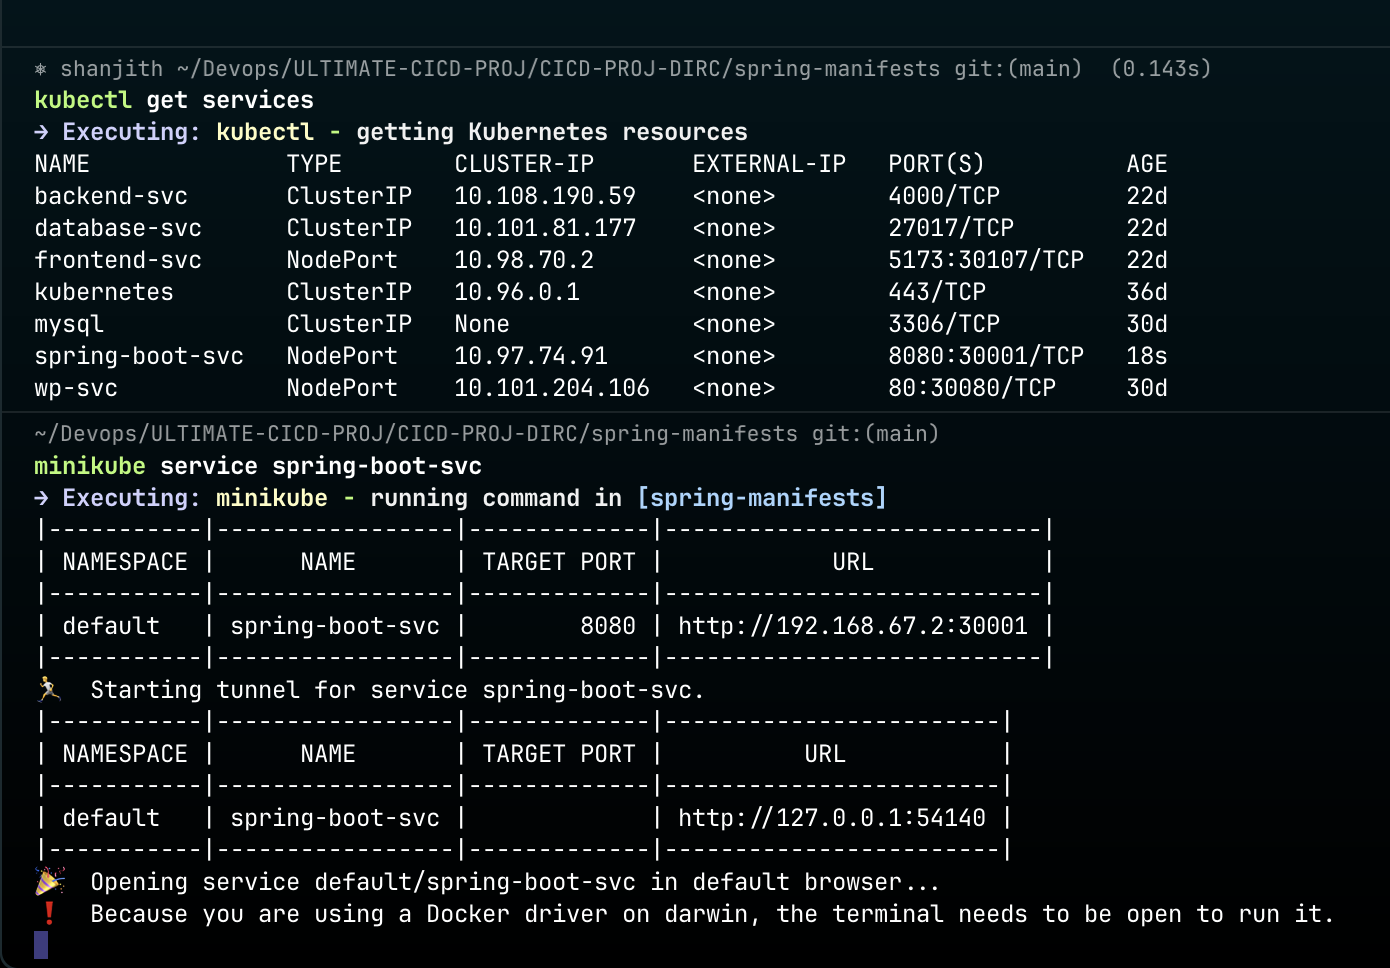 ⎈ shanjith ~/Devops/ULTIMATE-CICD-PROJ/CICD-PROJ-DIRC/spring-manifests git:(main)  (0.143s)
kubectl get services
→ Executing: kubectl - getting Kubernetes resources
NAME              TYPE        CLUSTER-IP       EXTERNAL-IP   PORT(S)          AGE
backend-svc       ClusterIP   10.108.190.59    <none>        4000/TCP         22d
database-svc      ClusterIP   10.101.81.177    <none>        27017/TCP        22d
frontend-svc      NodePort    10.98.70.2       <none>        5173:30107/TCP   22d
kubernetes        ClusterIP   10.96.0.1        <none>        443/TCP          36d
mysql             ClusterIP   None             <none>        3306/TCP         30d
spring-boot-svc   NodePort    10.97.74.91      <none>        8080:30001/TCP   18s
wp-svc            NodePort    10.101.204.106   <none>        80:30080/TCP     30d
~/Devops/ULTIMATE-CICD-PROJ/CICD-PROJ-DIRC/spring-manifests git:(main)
minikube service spring-boot-svc
→ Executing: minikube - running command in [spring-manifests]
|-----------|-----------------|-------------|---------------------------|
| NAMESPACE |      NAME       | TARGET PORT |            URL            |
|-----------|-----------------|-------------|---------------------------|
| default   | spring-boot-svc |        8080 | http://192.168.67.2:30001 |
|-----------|-----------------|-------------|---------------------------|
🏃  Starting tunnel for service spring-boot-svc.
|-----------|-----------------|-------------|------------------------|
| NAMESPACE |      NAME       | TARGET PORT |          URL           |
|-----------|-----------------|-------------|------------------------|
| default   | spring-boot-svc |             | http://127.0.0.1:54140 |
|-----------|-----------------|-------------|------------------------|
🎉  Opening service default/spring-boot-svc in default browser...
❗  Because you are using a Docker driver on darwin, the terminal needs to be open to run it.